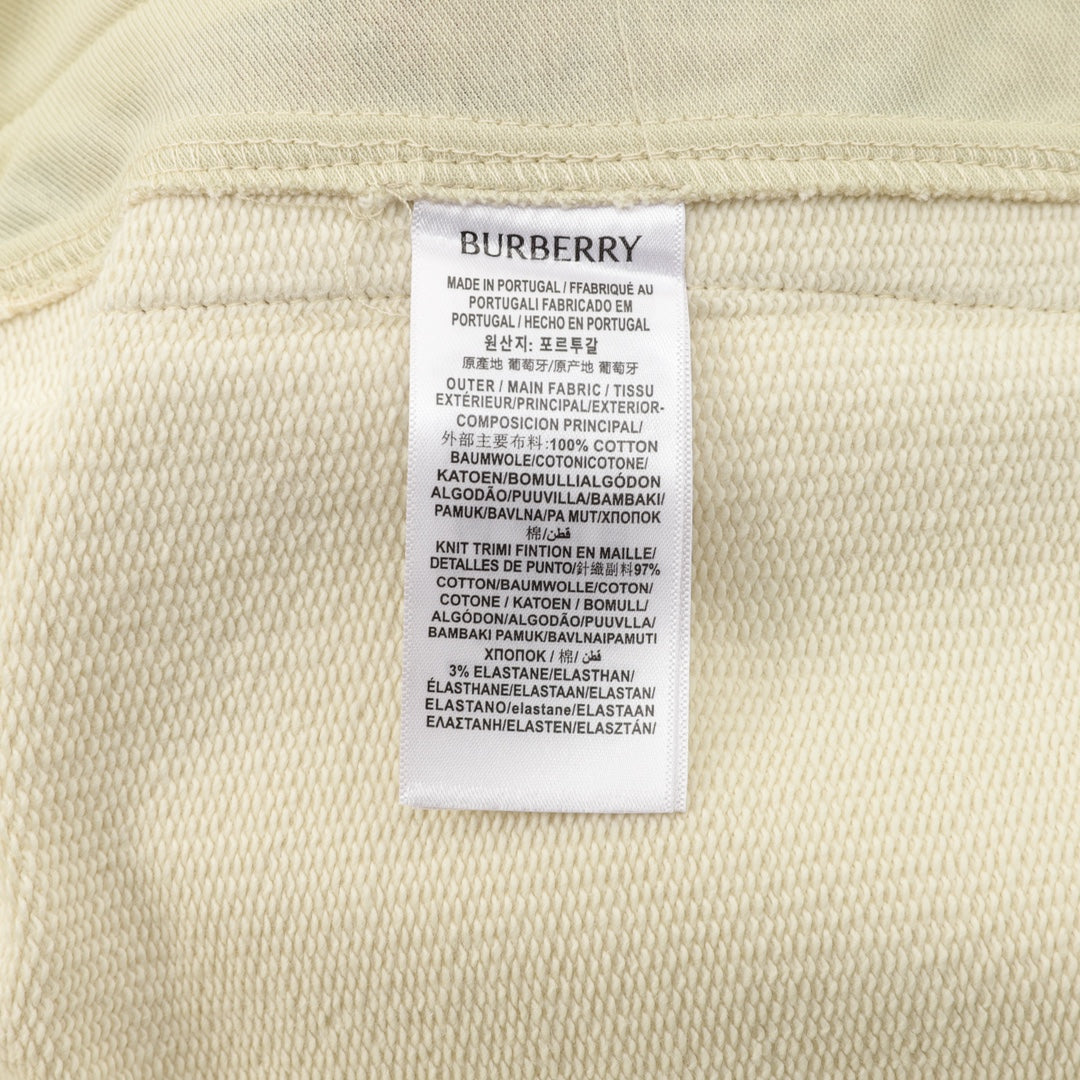 BURBERRY
MADE IN PORTUGAL / FFABRIQUÉ AU
PORTUGALI FABRICADO EM
PORTUGAL / HECHO EN PORTUGAL
원산지: 포르투갈
原產地 葡萄牙/原产地 葡萄牙
OUTER / MAIN FABRIC / TISSU
EXTÉRIEUR/PRINCIPAL/EXTERIOR-
COMPOSICION PRINCIPAL/
外部主要布料:100% COTTON
BAUMWOLE/COTONICOTONE/
KATOEN/BOMULLIALGÓDON
ALGODÃO/PUUVILLA/BAMBAKI/
PAMUK/BAVLNA/PA MUT/ХПОПОК
棉/قطن
KNIT TRIMI FINTION EN MAILLE/
DETALLES DE PUNTO/針織副料97%
COTTON/BAUMWOLLE/COTON/
COTONE / KATOEN / BOMULL/
ALGÓDON/ALGODÃO/PUUVLLA/
BAMBAKI PAMUK/BAVLNAIPAMUTI
ХПОПОК / 棉/ قطن
3% ELASTANE/ELASTHAN/
ÉLASTHANE/ELASTAAN/ELASTAN/
ELASTANO/elastane/ELASTAAN
ΕΛΑΣΤΑΝΗ/ELASTEN/ELASZTÁN/